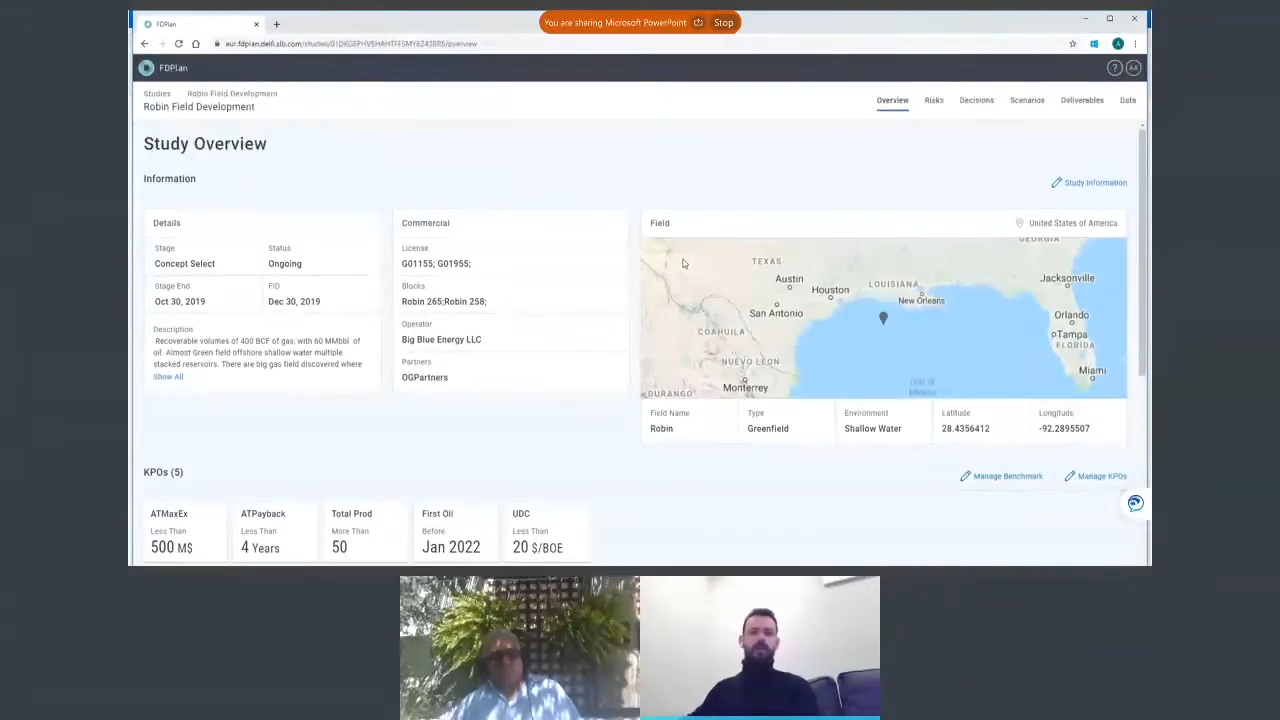 FDPlan
You are sharing Microsoft PowerPoint Stop
FDPlan
AA
Studies Robin Field Development
Robin Field Development
Overview Risks Decisions Scenarios Deliverables Data
Study Overview
Information
Study Information
Details
Stage Status
Concept Select Ongoing
Stage End FID
Oct 30, 2019 Dec 30, 2019
Description
Recoverable volumes of 400 BCF of gas, with 60 MMbbl of
oil. Almost Green field offshore shallow water multiple
stacked reservoirs. There are big gas field discovered where
Show All
Commercial
License
G01155; G01955;
Blocks
Robin 265;Robin 258;
Operator
Big Blue Energy LLC
Partners
OGPartners
Field United States of America
GEORGIA
TEXAS
Austin
Houston
LOUISIANA
New Orleans
Jacksonville
San Antonio
Orlando
Tampa
FLORIDA
COAHUILA
NUEVO LEON
Miami
Monterrey
DURANGO
Field Name Type Environment Latitude Longitude
Robin Greenfield Shallow Water 28.4356412 -92.2895507
KPOs (5)
Manage Benchmark Manage KPOs
ATMaxEx ATPayback Total Prod First Oil UDC
Less Than Less Than More Than Before Less Than
500 M$ 4 Years 50 Jan 2022 20 $/BOE